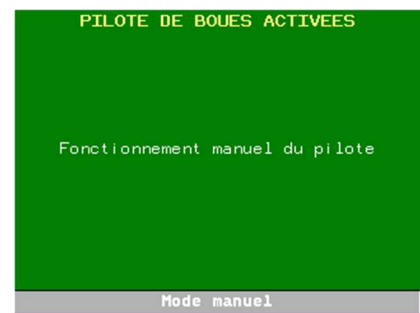 PILOTE DE BOUES ACTIVEES
Fonctionnement manuel du pilote
Mode manuel